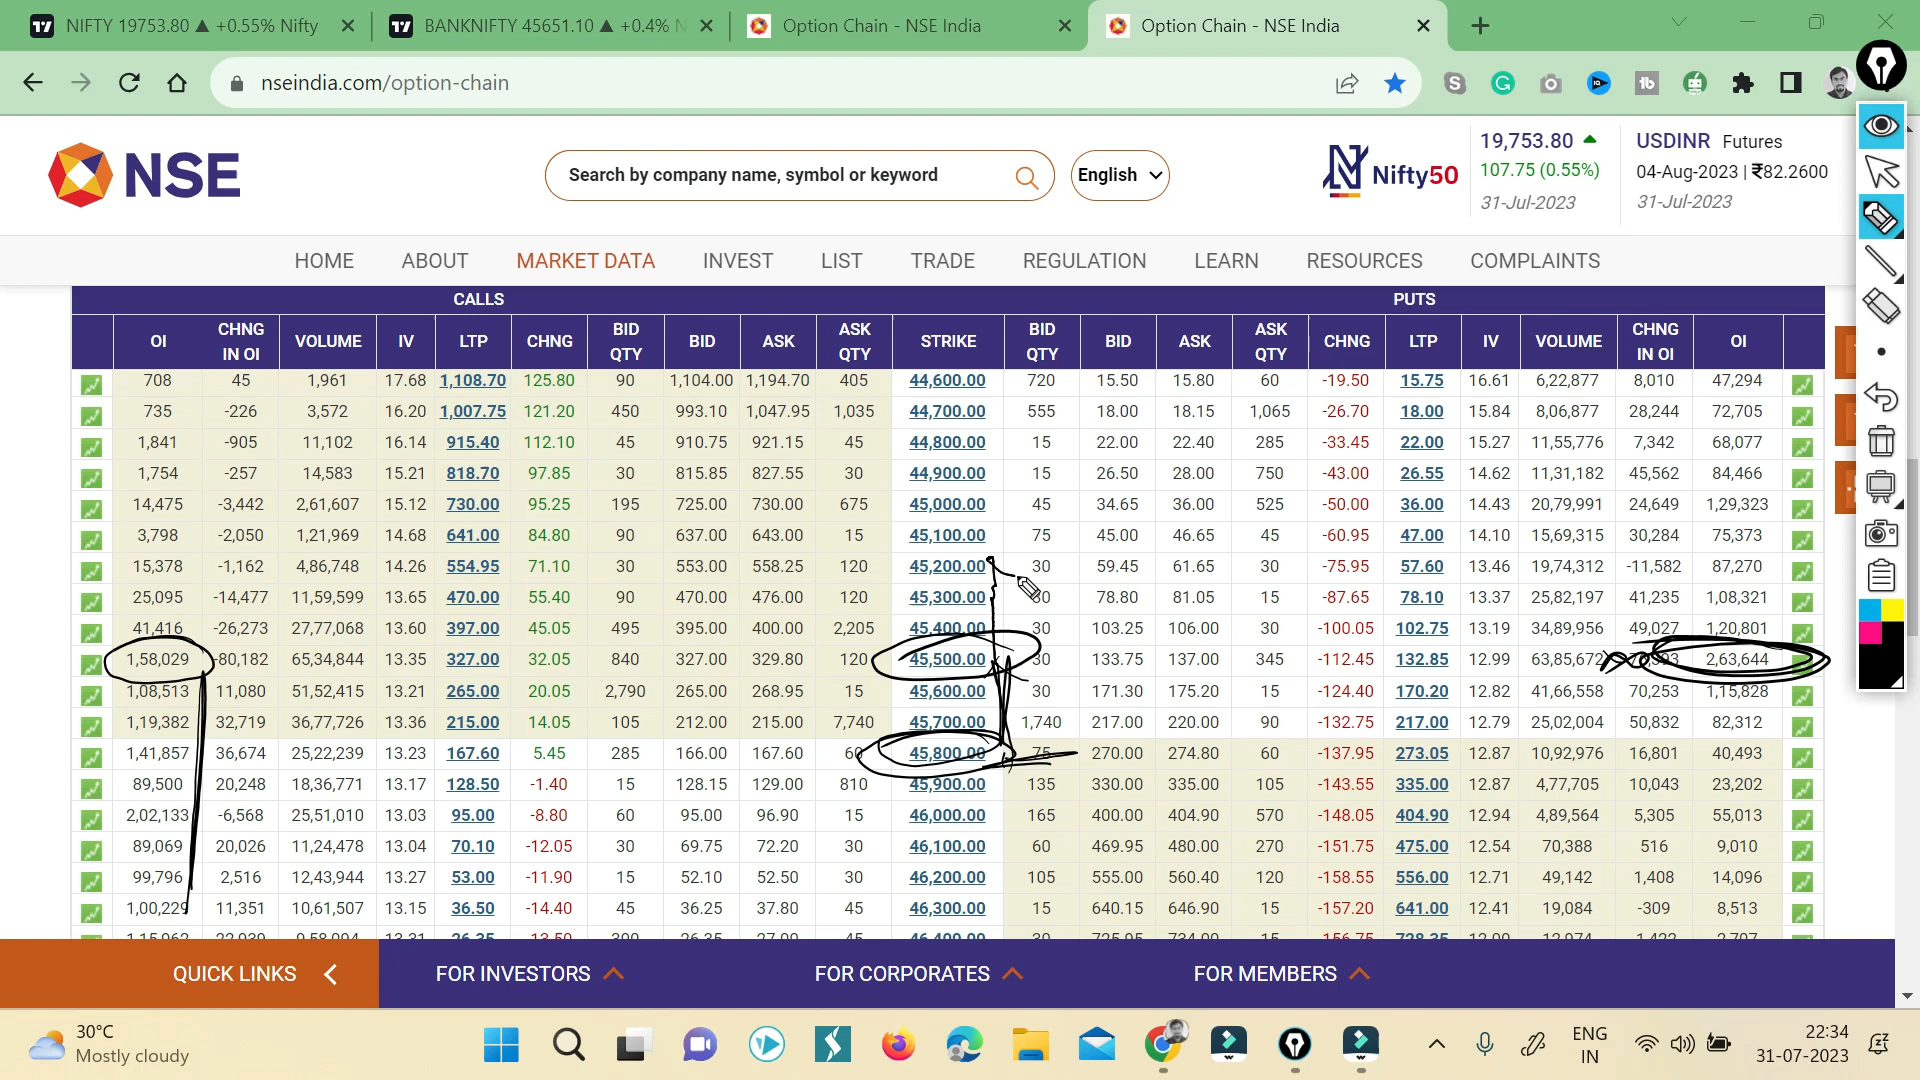 NIFTY 19753.80 ▲ +0.55% Nifty
BANKNIFTY 45651.10 ▲ +0.4% N
Option Chain - NSE India
Option Chain - NSE India
nseindia.com/option-chain
NSE
Search by company name, symbol or keyword
English
Nifty50
19,753.80
107.75 (0.55%)
31-Jul-2023
USDINR Futures
04-Aug-2023 | ₹82.2600
31-Jul-2023
HOME ABOUT MARKET DATA INVEST LIST TRADE REGULATION LEARN RESOURCES COMPLAINTS
CALLS PUTS
OI CHNG IN OI VOLUME IV LTP CHNG BID QTY BID ASK ASK QTY STRIKE BID QTY BID ASK ASK QTY CHNG LTP IV VOLUME CHNG IN OI OI
708 45 1,961 17.68 1,108.70 125.80 90 1,104.00 1,194.70 405 44,600.00 720 15.50 15.80 60 -19.50 15.75 16.61 6,22,877 8,010 47,294
735 -226 3,572 16.20 1,007.75 121.20 450 993.10 1,047.95 1,035 44,700.00 555 18.00 18.15 1,065 -26.70 18.00 15.84 8,06,877 28,244 72,705
1,841 -905 11,102 16.14 915.40 112.10 45 910.75 921.15 45 44,800.00 15 22.00 22.40 285 -33.45 22.00 15.27 11,55,776 7,342 68,077
1,754 -257 14,583 15.21 818.70 97.85 30 815.85 827.55 30 44,900.00 15 26.50 28.00 750 -43.00 26.55 14.62 11,31,182 45,562 84,466
14,475 -3,442 2,61,607 15.12 730.00 95.25 195 725.00 730.00 675 45,000.00 45 34.65 36.00 525 -50.00 36.00 14.43 20,79,991 24,649 1,29,323
3,798 -2,050 1,21,969 14.68 641.00 84.80 90 637.00 643.00 15 45,100.00 75 45.00 46.65 45 -60.95 47.00 14.10 15,69,315 30,284 75,373
15,378 -1,162 4,86,748 14.26 554.95 71.10 30 553.00 558.25 120 45,200.00 30 59.45 61.65 30 -75.95 57.60 13.46 19,74,312 -11,582 87,270
25,095 -14,477 11,59,599 13.65 470.00 55.40 90 470.00 476.00 120 45,300.00 30 78.80 81.05 15 -87.65 78.10 13.37 25,82,197 41,235 1,08,321
41,416 -26,273 27,77,068 13.60 397.00 45.05 495 395.00 400.00 2,205 45,400.00 30 103.25 106.00 30 -100.05 102.75 13.19 34,89,956 49,027 1,20,801
1,58,029 -80,182 65,34,844 13.35 327.00 32.05 840 327.00 329.80 120 45,500.00 30 133.75 137.00 345 -112.45 132.85 12.99 63,85,672 2,63,644
1,08,513 11,080 51,52,415 13.21 265.00 20.05 2,790 265.00 268.95 15 45,600.00 30 171.30 175.20 15 -124.40 170.20 12.82 41,66,558 70,253 1,15,828
1,19,382 32,719 36,77,726 13.36 215.00 14.05 105 212.00 215.00 7,740 45,700.00 1,740 217.00 220.00 90 -132.75 217.00 12.79 25,02,004 50,832 82,312
1,41,857 36,674 25,22,239 13.23 167.60 5.45 285 166.00 167.60 60 45,800.00 75 270.00 274.80 60 -137.95 273.05 12.87 10,92,976 16,801 40,493
89,500 20,248 18,36,771 13.17 128.50 -1.40 15 128.15 129.00 810 45,900.00 135 330.00 335.00 105 -143.55 335.00 12.87 4,77,705 10,043 23,202
2,02,133 -6,568 25,51,010 13.03 95.00 -8.80 60 95.00 96.90 15 46,000.00 165 400.00 404.90 570 -148.05 404.90 12.94 4,89,564 5,305 55,013
89,069 20,026 11,24,478 13.04 70.10 -12.05 30 69.75 72.20 30 46,100.00 60 469.95 480.00 270 -151.75 475.00 12.54 70,388 516 9,010
99,796 2,516 12,43,944 13.27 53.00 -11.90 15 52.10 52.50 30 46,200.00 105 555.00 560.40 120 -158.55 556.00 12.71 49,142 1,408 14,096
1,00,229 11,351 10,61,507 13.15 36.50 -14.40 45 36.25 37.80 45 46,300.00 15 640.15 646.90 15 -157.20 641.00 12.41 19,084 -309 8,513
QUICK LINKS FOR INVESTORS FOR CORPORATES FOR MEMBERS
30°C
Mostly cloudy
ENG
IN
22:34
31-07-2023